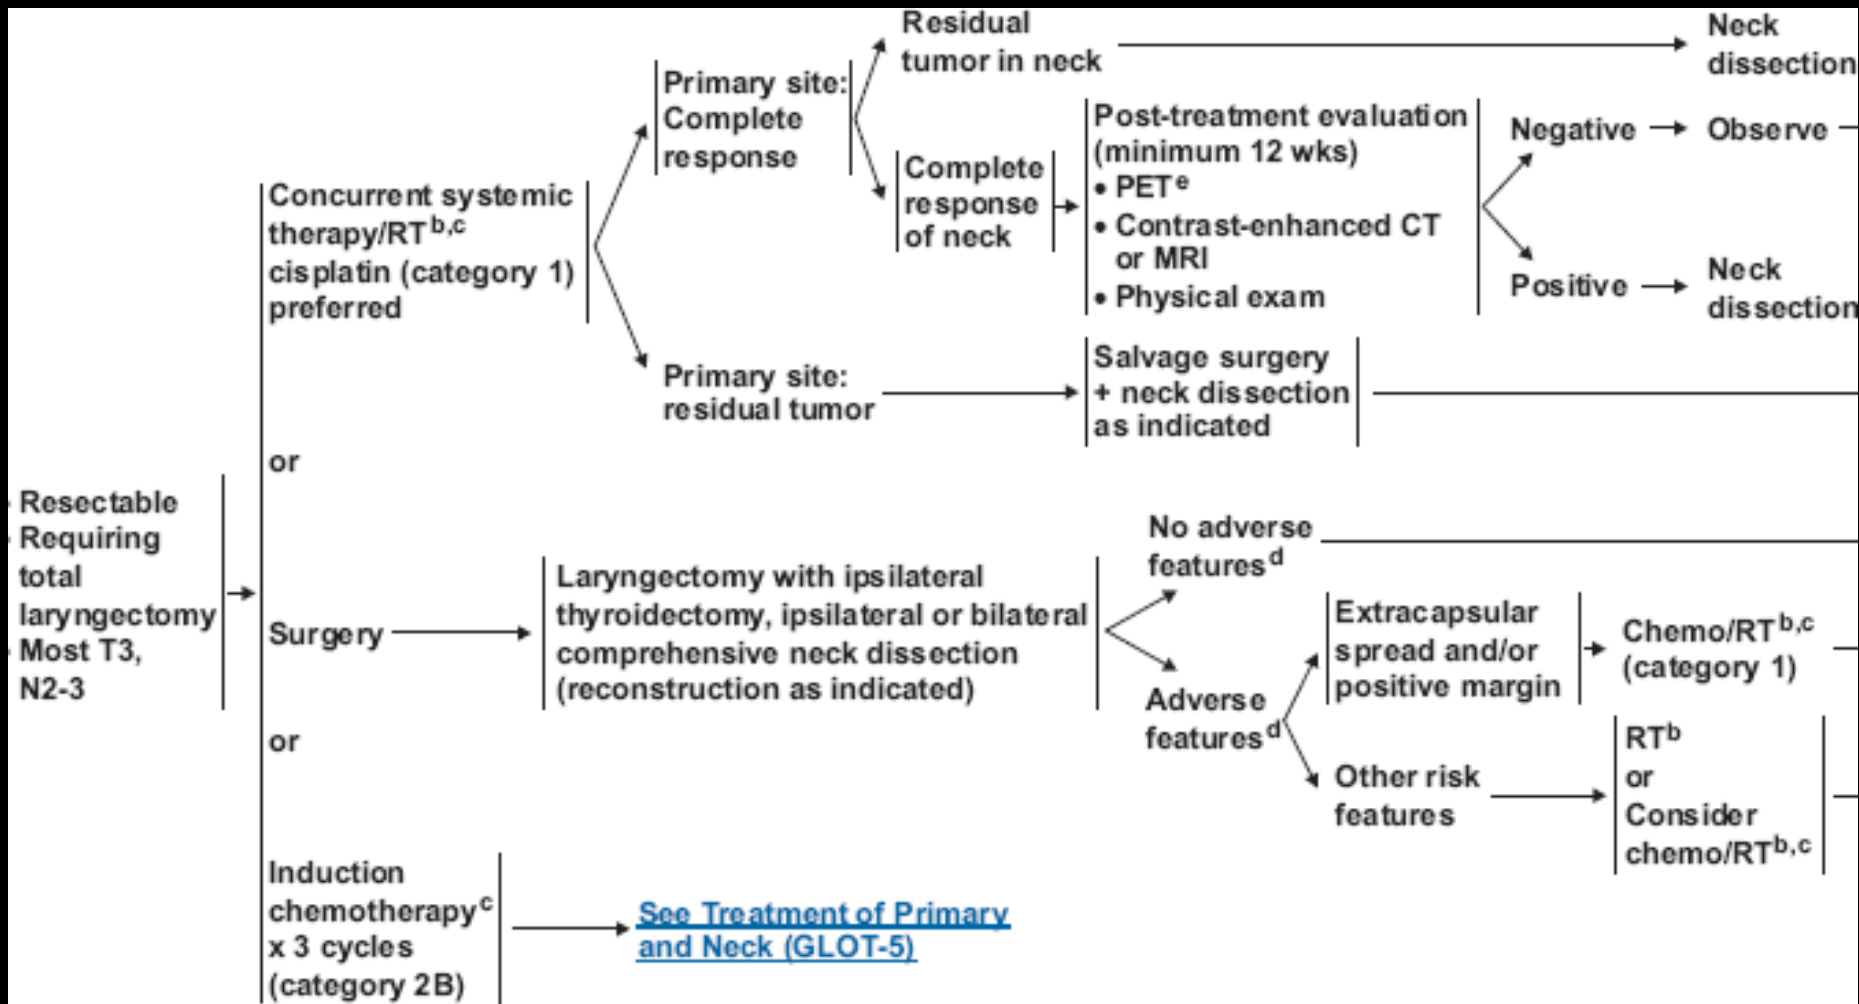 Residual
tumor in neck
Neck
dissection
Primary site:
Complete
response
Complete
response
of neck
Post-treatment evaluation
(minimum 12 wks)
• PETᵉ
• Contrast-enhanced CT
or MRI
• Physical exam
Negative
Observe
Positive
Neck
dissection
Concurrent systemic
therapy/RTᵇ,ᶜ
cisplatin (category 1)
preferred
Primary site:
residual tumor
Salvage surgery
+ neck dissection
as indicated
or
Resectable
Requiring
total
laryngectomy
Most T3,
N2-3
Surgery
Laryngectomy with ipsilateral
thyroidectomy, ipsilateral or bilateral
comprehensive neck dissection
(reconstruction as indicated)
No adverse
featuresᵈ
Adverse
featuresᵈ
Extracapsular
spread and/or
positive margin
Chemo/RTᵇ,ᶜ
(category 1)
Other risk
features
RTᵇ
or
Consider
chemo/RTᵇ,ᶜ
or
Induction
chemotherapyᶜ
x 3 cycles
(category 2B)
See Treatment of Primary
and Neck (GLOT-5)